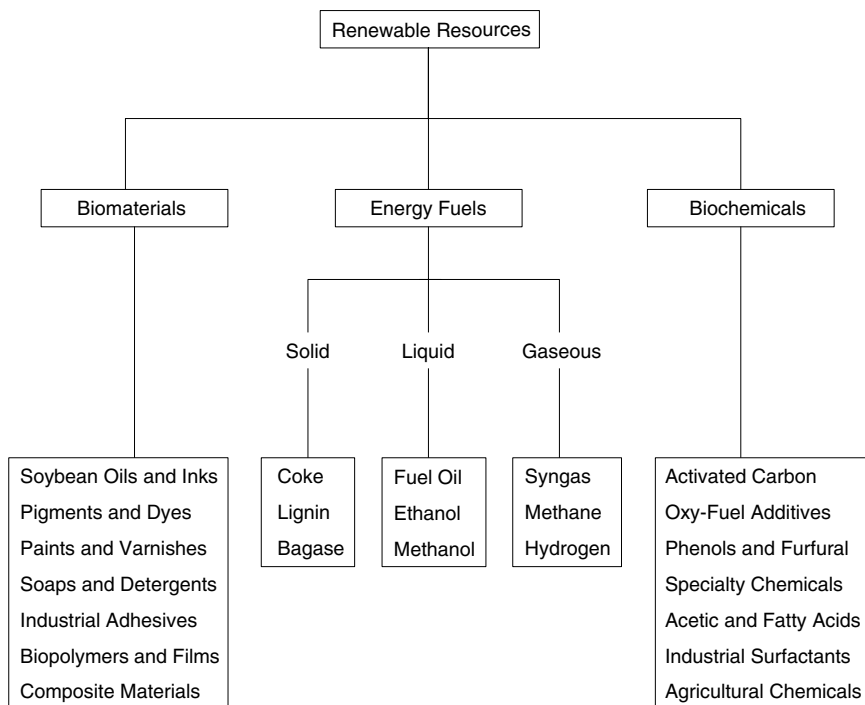 Renewable Resources
Biomaterials
Energy Fuels
Biochemicals
Solid
Liquid
Gaseous
Soybean Oils and Inks
Pigments and Dyes
Paints and Varnishes
Soaps and Detergents
Industrial Adhesives
Biopolymers and Films
Composite Materials
Coke
Lignin
Bagase
Fuel Oil
Ethanol
Methanol
Syngas
Methane
Hydrogen
Activated Carbon
Oxy-Fuel Additives
Phenols and Furfural
Specialty Chemicals
Acetic and Fatty Acids
Industrial Surfactants
Agricultural Chemicals